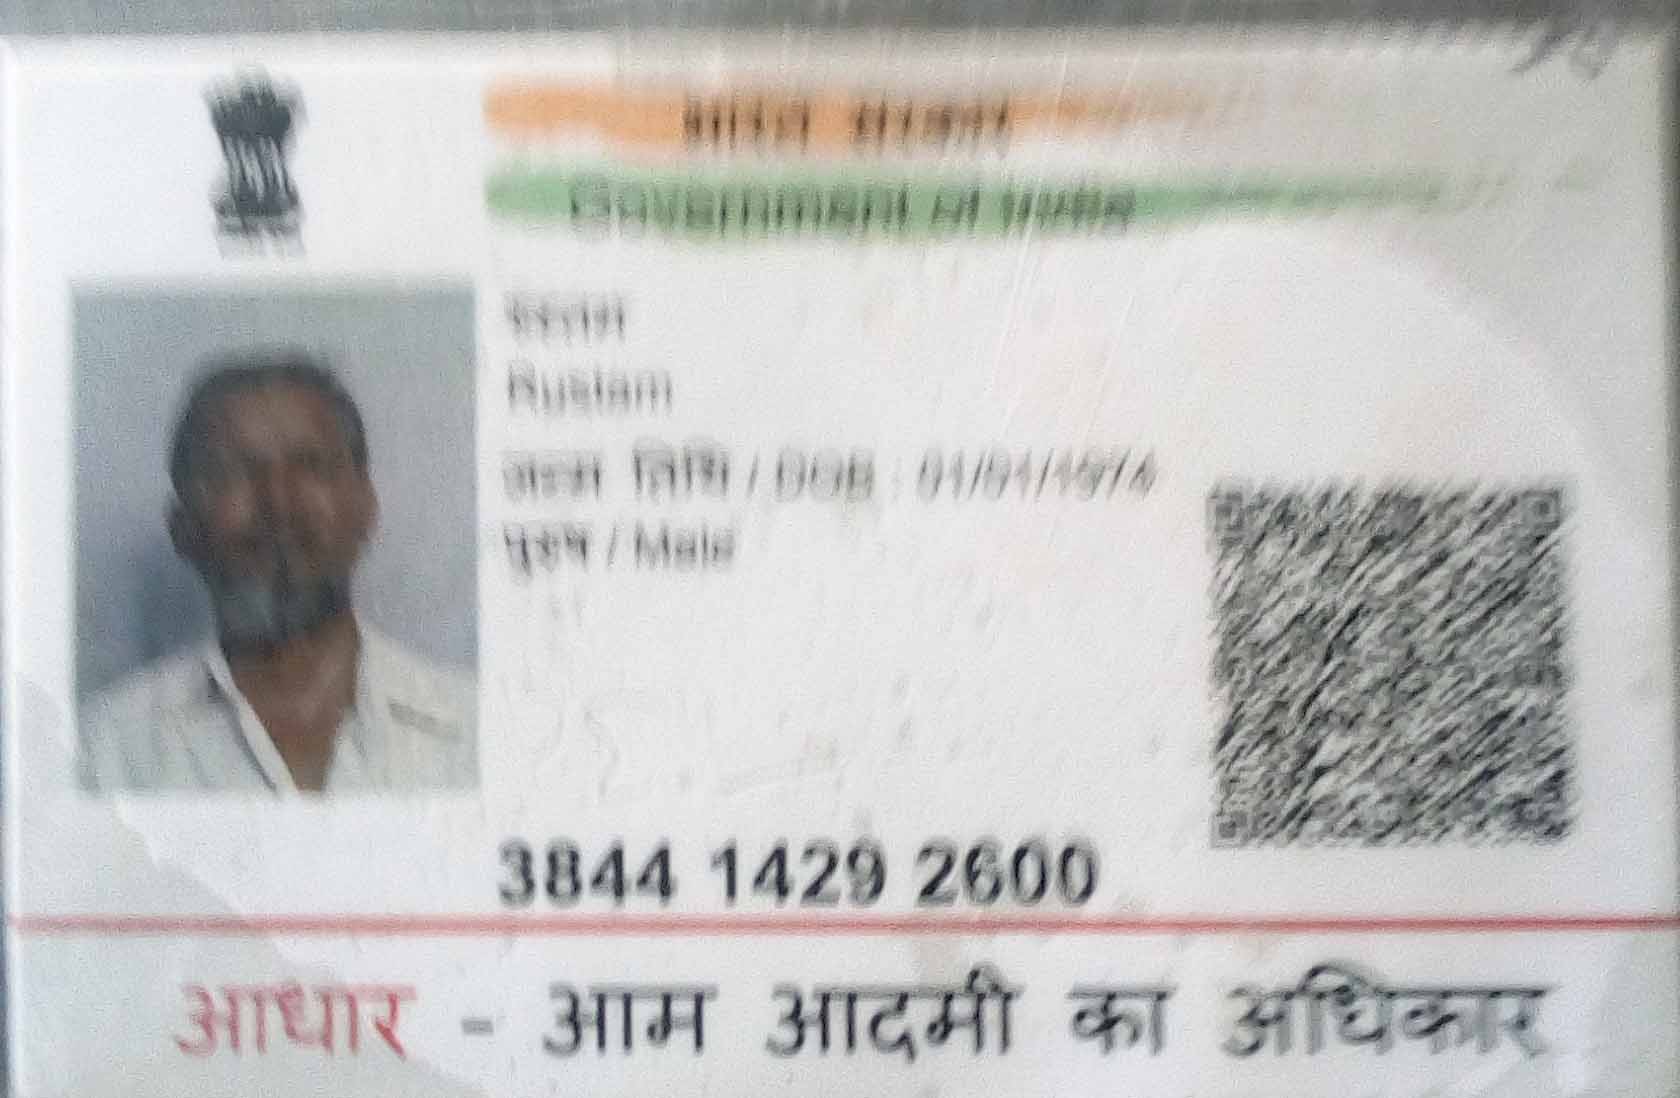 भारत सरकार
Government of India
रुस्तम
Rustam
जन्म तिथि / DOB : 01/01/1974
पुरुष / Male
3844 1429 2600
आधार - आम आदमी का अधिकार